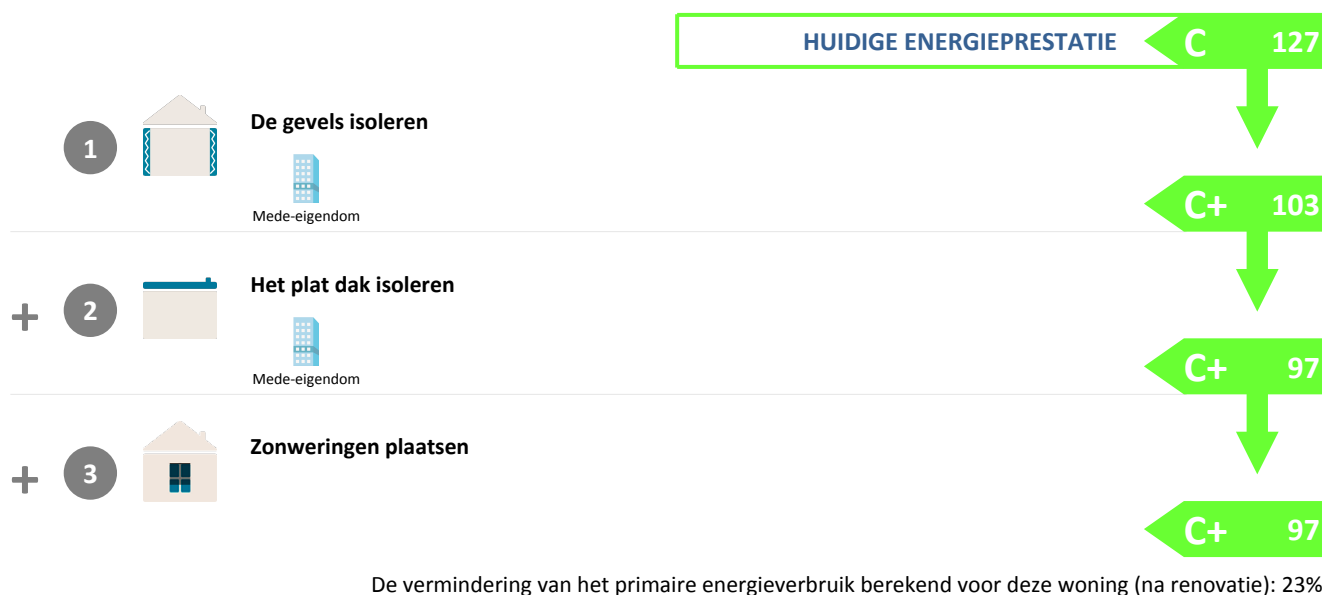 HUIDIGE ENERGIEPRESTATIE C 127
1 De gevels isoleren
Mede-eigendom
C+ 103
+ 2 Het plat dak isoleren
Mede-eigendom
C+ 97
+ 3 Zonweringen plaatsen
C+ 97
De vermindering van het primaire energieverbruik berekend voor deze woning (na renovatie): 23%